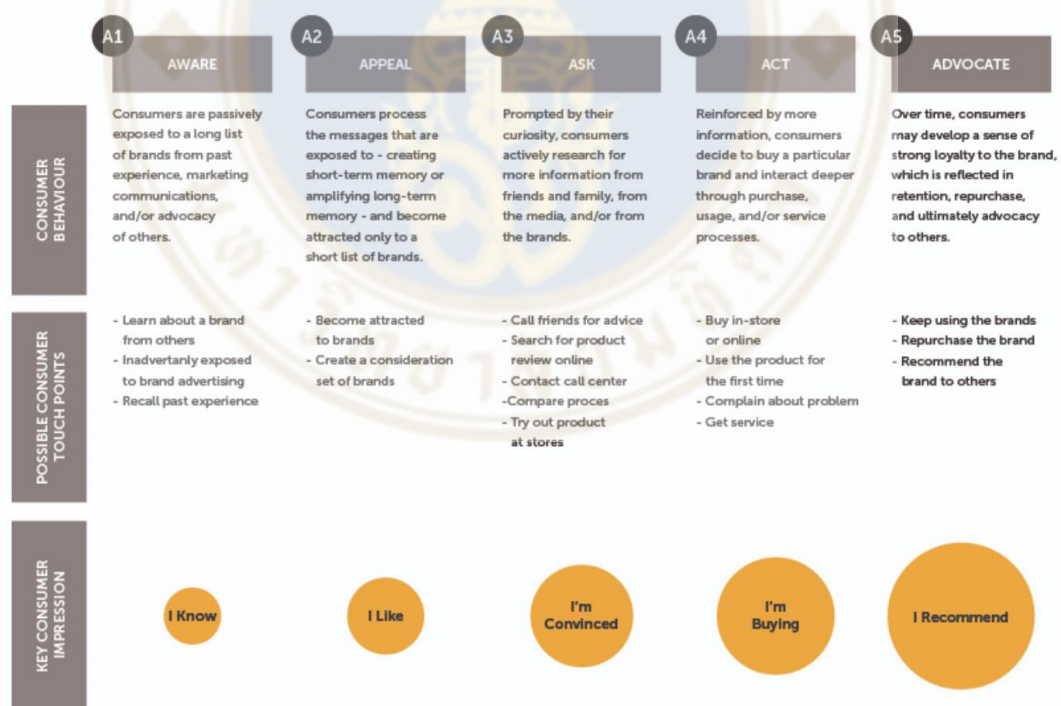 A1
AWARE
A2
APPEAL
A3
ASK
A4
ACT
A5
ADVOCATE
CONSUMER
BEHAVIOUR
Consumers are passively
exposed to a long list
of brands from past
experience, marketing
communications,
and/or advocacy
of others.
Consumers process
the messages that are
exposed to - creating
short-term memory or
amplifying long-term
memory - and become
attracted only to a
short list of brands.
Prompted by their
curiosity, consumers
actively research for
more information from
friends and family, from
the media, and/or from
the brands.
Reinforced by more
information, consumers
decide to buy a particular
brand and interact deeper
through purchase,
usage, and/or service
processes.
Over time, consumers
may develop a sense of
strong loyalty to the brand,
which is reflected in
retention, repurchase,
and ultimately advocacy
to others.
POSSIBLE CONSUMER
TOUCH POINTS
- Learn about a brand
from others
- Inadvertanly exposed
to brand advertising
- Recall past experience
- Become attracted
to brands
- Create a consideration
set of brands
- Call friends for advice
- Search for product
review online
- Contact call center
-Compare proces
- Try out product
at stores
- Buy in-store
or online
- Use the product for
the first time
- Complain about problem
- Get service
- Keep using the brands
- Repurchase the brand
- Recommend the
brand to others
KEY CONSUMER
IMPRESSION
I Know
I Like
I'm
Convinced
I'm
Buying
I Recommend